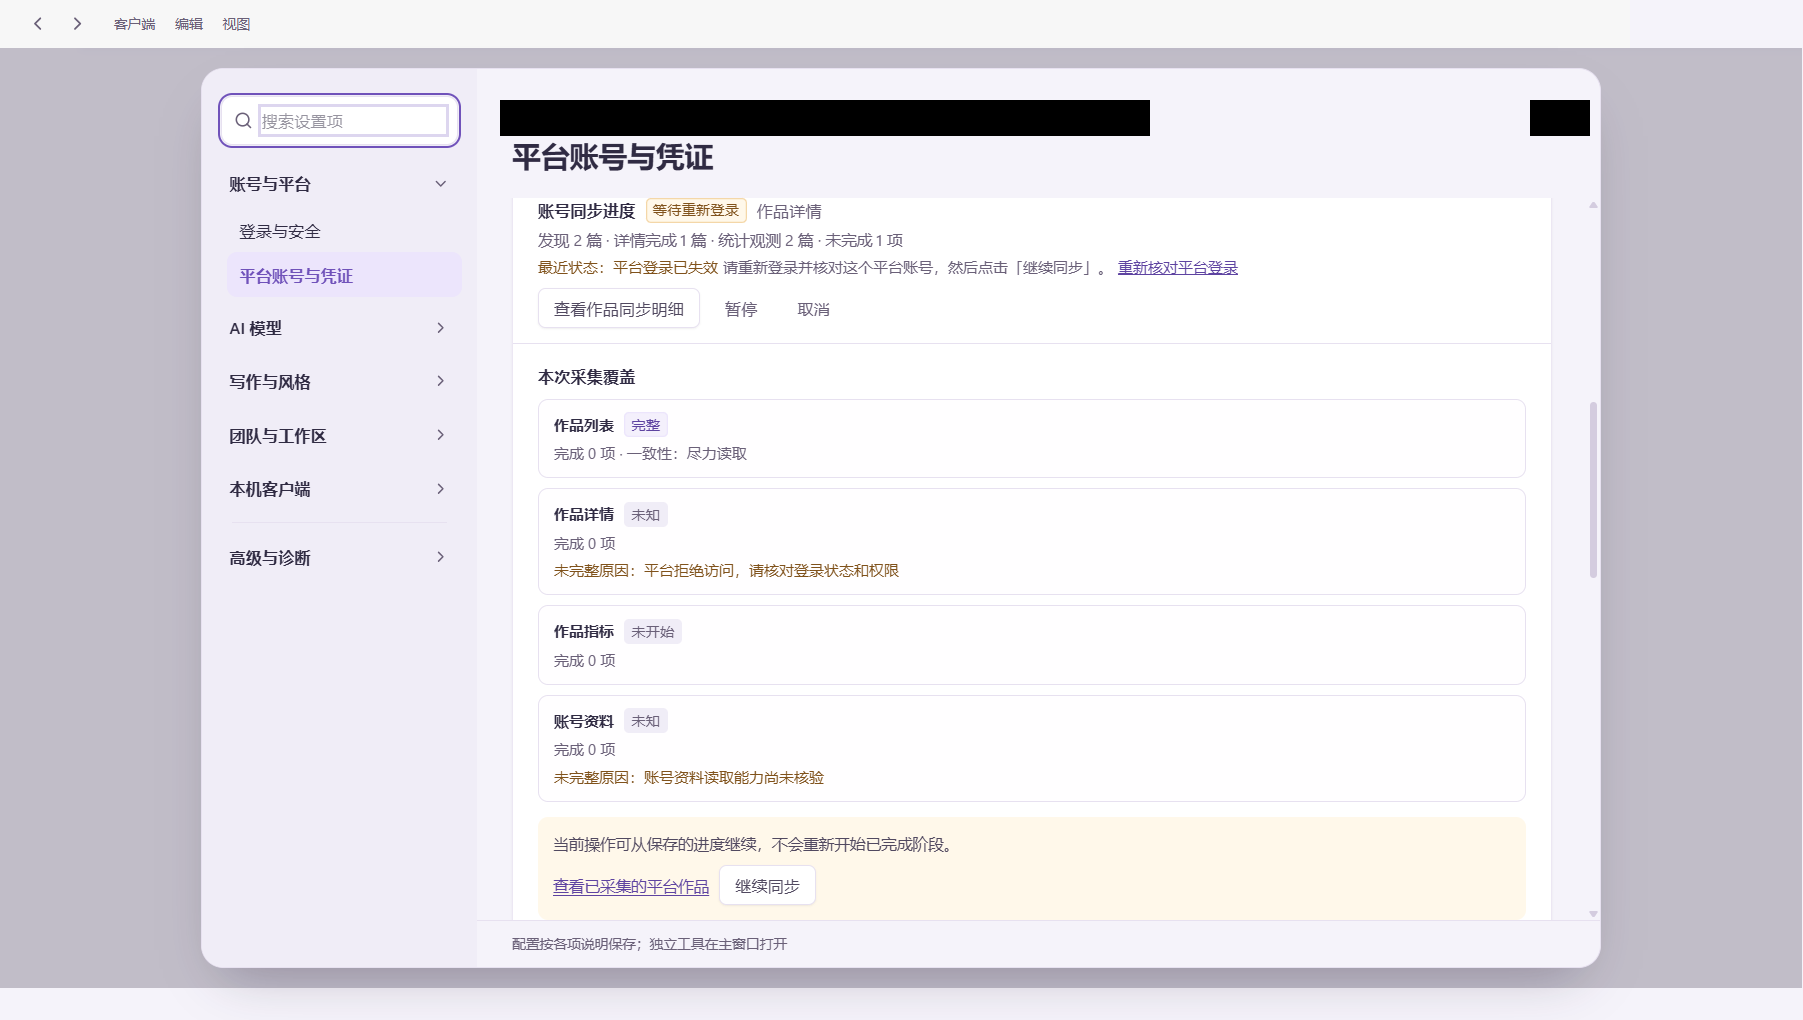 客户端 编辑 视图
搜索设置项
账号与平台
登录与安全
平台账号与凭证
AI 模型
写作与风格
团队与工作区
本机客户端
高级与诊断
平台账号与凭证
账号同步进度 等待重新登录 作品详情
发现 2 篇 · 详情完成 1 篇 · 统计观测 2 篇 · 未完成 1 项
最近状态：平台登录已失效 请重新登录并核对这个平台账号，然后点击「继续同步」。 重新核对平台登录
查看作品同步明细 暂停 取消
本次采集覆盖
作品列表 完整
完成 0 项 · 一致性：尽力读取
作品详情 未知
完成 0 项
未完整原因：平台拒绝访问，请核对登录状态和权限
作品指标 未开始
完成 0 项
账号资料 未知
完成 0 项
未完整原因：账号资料读取能力尚未核验
当前操作可从保存的进度继续，不会重新开始已完成阶段。
查看已采集的平台作品 继续同步
配置按各项说明保存；独立工具在主窗口打开